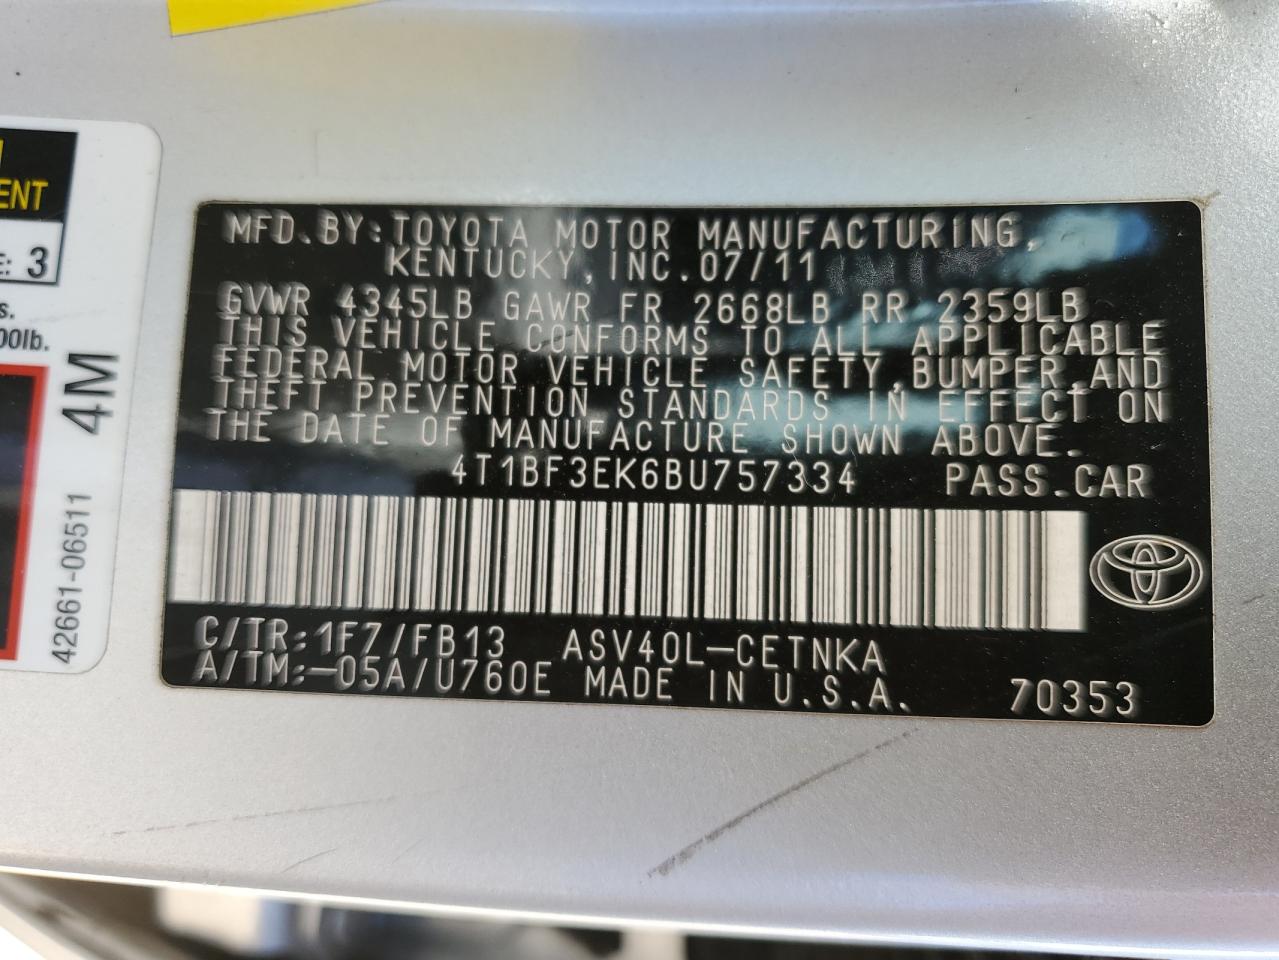 ENT
E: 3
s.
00lb.
4M
42661-06511
MFD.BY:TOYOTA MOTOR MANUFACTURING,
KENTUCKY,INC.07/11
GVWR 4345LB GAWR FR 2668LB RR 2359LB
THIS VEHICLE CONFORMS TO ALL APPLICABLE
FEDERAL MOTOR VEHICLE SAFETY,BUMPER,AND
THEFT PREVENTION STANDARDS IN EFFECT ON
THE DATE OF MANUFACTURE SHOWN ABOVE.
4T1BF3EK6BU757334 PASS.CAR
C/TR:1F7/FB13 ASV40L-CETNKA
A/TM:-05A/U760E MADE IN U.S.A. 70353